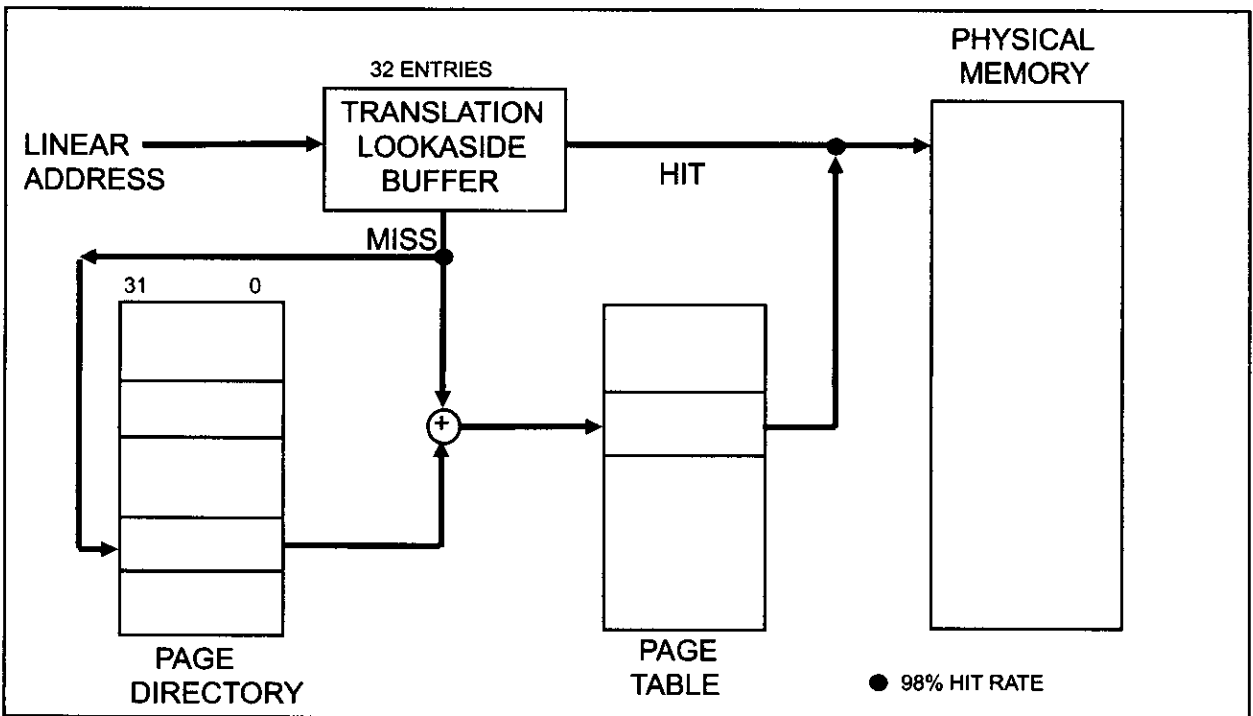 PHYSICAL
MEMORY
32 ENTRIES
TRANSLATION
LOOKASIDE
BUFFER
LINEAR
ADDRESS
HIT
MISS
31 0
+
PAGE
DIRECTORY
PAGE
TABLE
● 98% HIT RATE